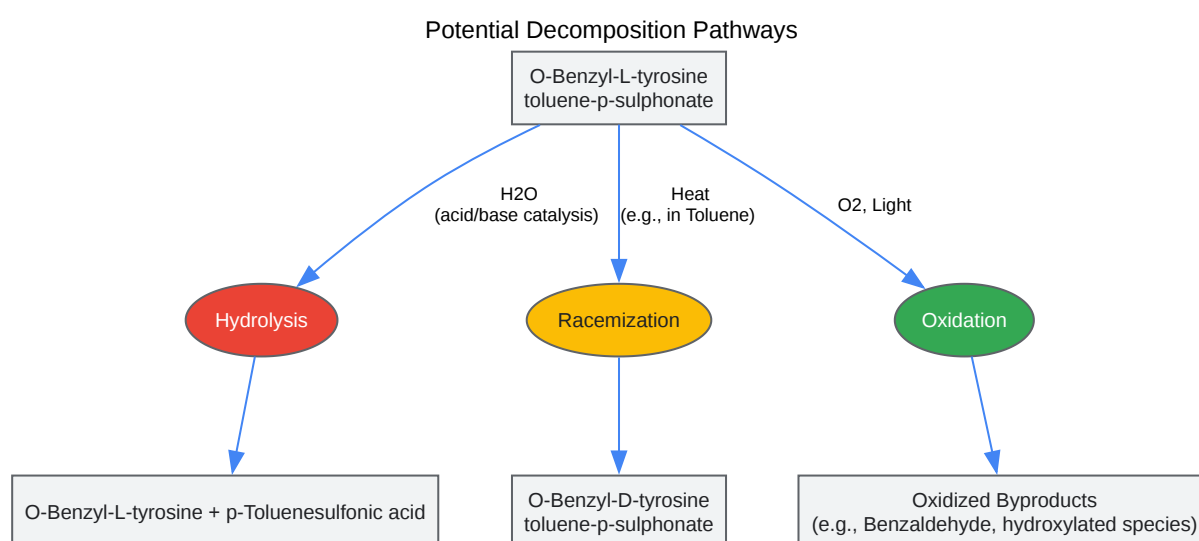 Potential Decomposition Pathways
O-Benzyl-L-tyrosine
toluene-p-sulphonate
H2O
(acid/base catalysis)
Heat
(e.g., in Toluene)
O2, Light
Hydrolysis
Racemization
Oxidation
O-Benzyl-L-tyrosine + p-Toluenesulfonic acid
O-Benzyl-D-tyrosine
toluene-p-sulphonate
Oxidized Byproducts
(e.g., Benzaldehyde, hydroxylated species)